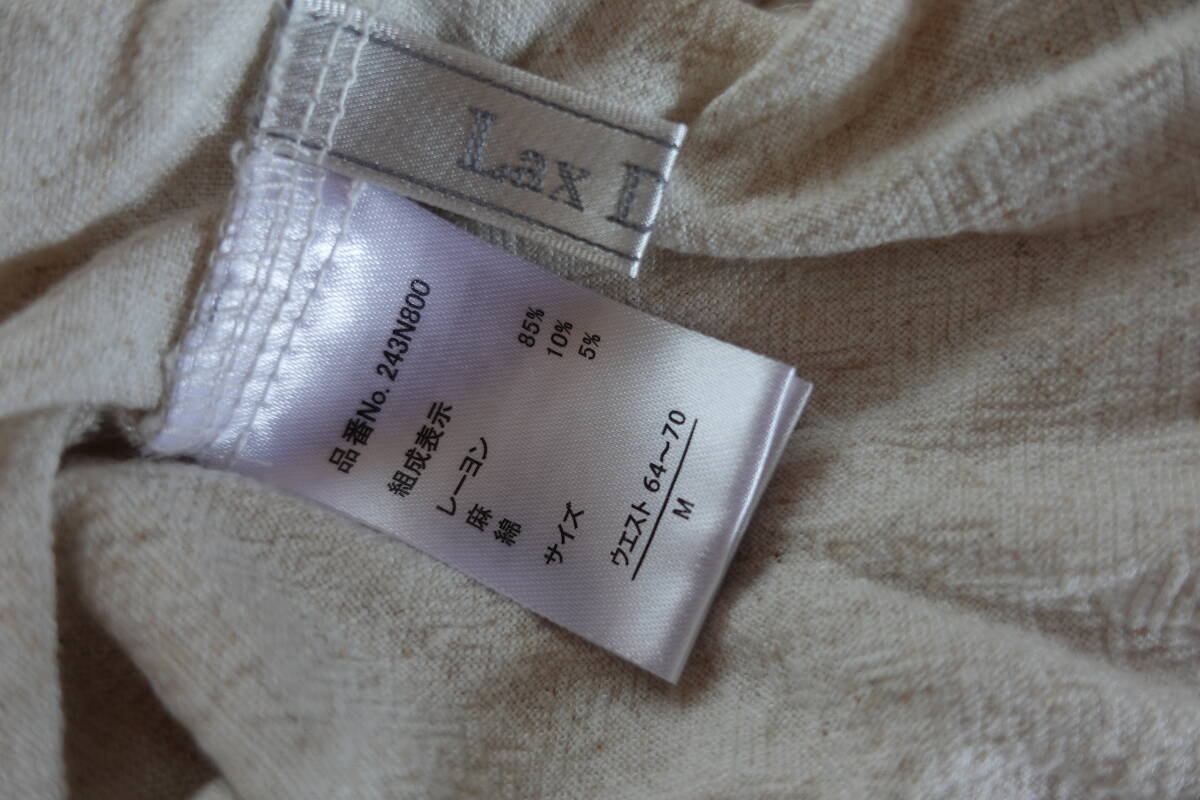 Lax
品番No. 243N800
組成表示
レーヨン 85%
麻 10%
綿 5%
サイズ
ウエスト 64～70
M